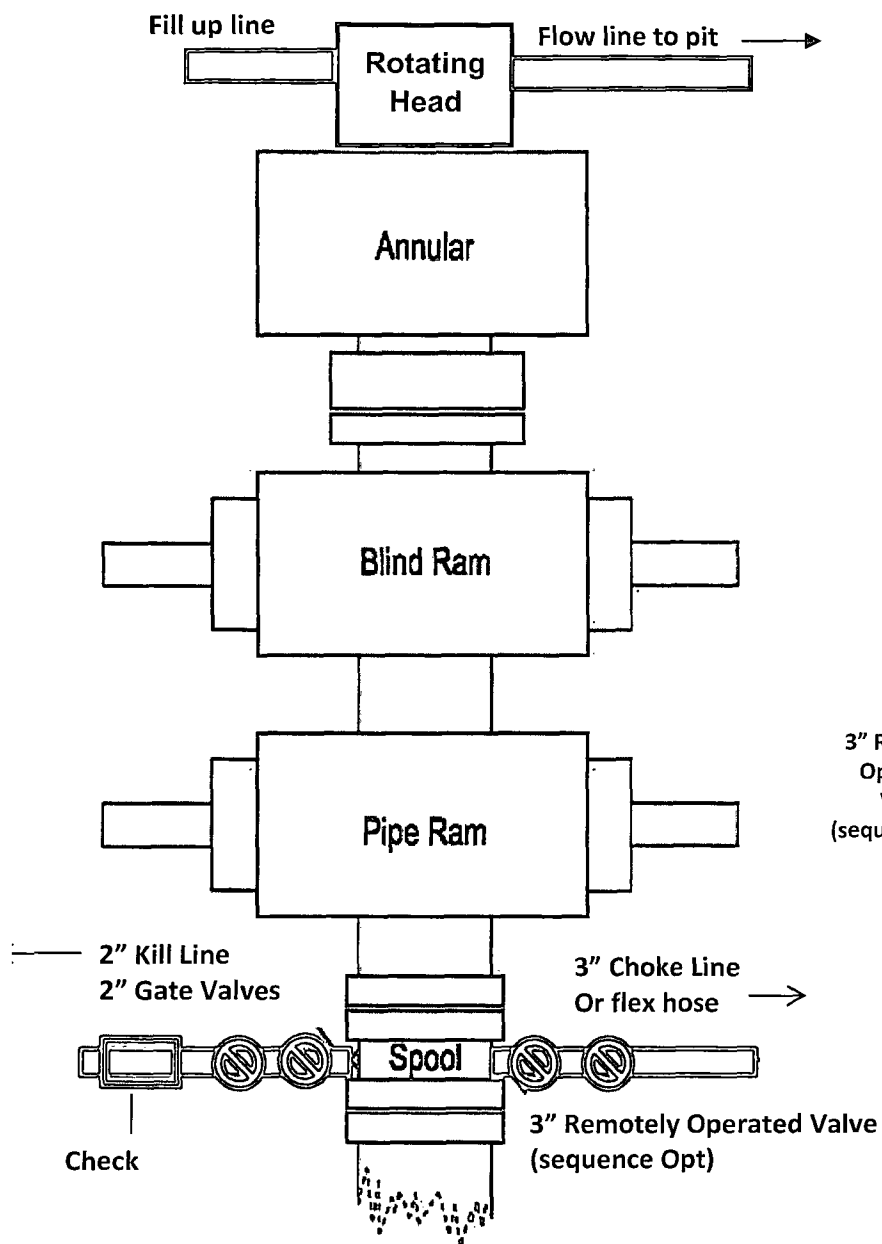 Fill up line
Flow line to pit
Rotating
Head
Annular
Blind Ram
3"
Pipe Ram
2" Kill Line
2" Gate Valves
3" Choke Line
Or flex hose
Spool
3" Remotely Operated Valve
(sequence Opt)
Check